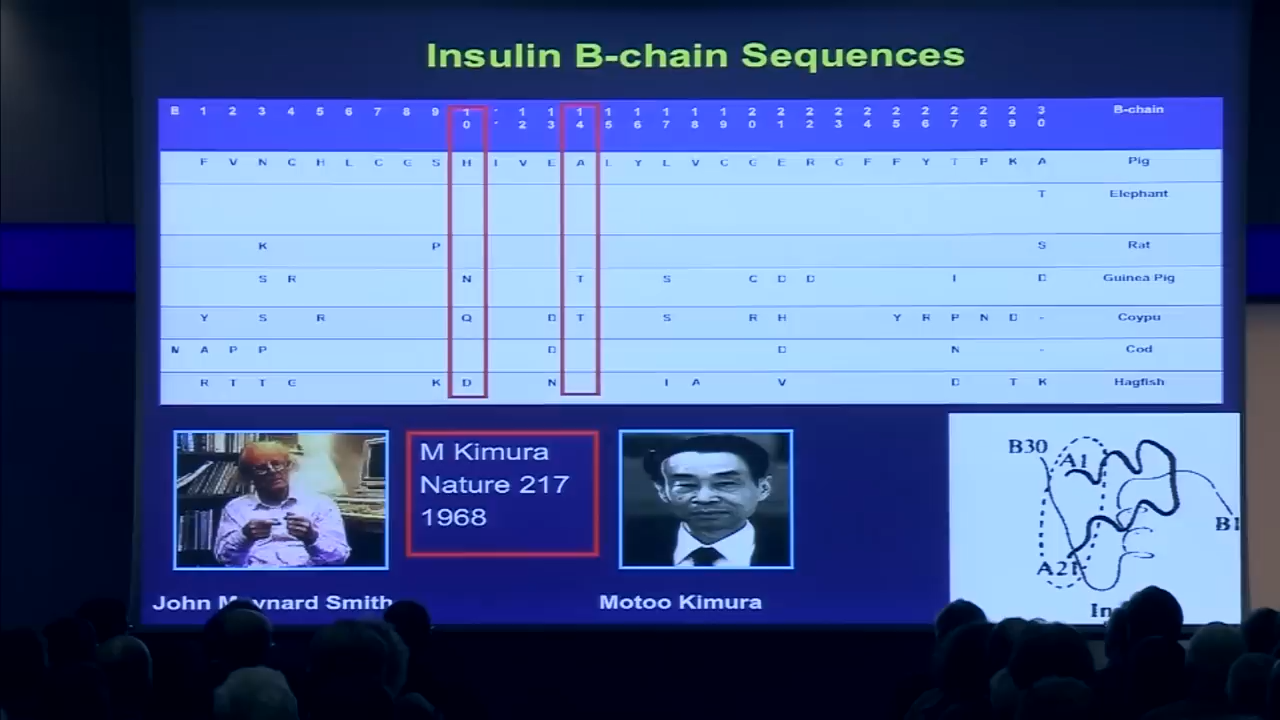 Insulin B-chain Sequences
B 1 2 3 4 5 6 7 8 9 10 12 13 14 15 16 17 18 19 20 21 22 23 24 25 26 27 28 29 30 B-chain
F V N C H L C G S H I V E A L Y L V C G E R G F F Y T P K A Pig
T Elephant
K P S Rat
S R N T S C D D I D Guinea Pig
Y S R Q D T S R H Y R P N D - Coypu
M A P P D D N - Cod
R T T G K D N I A V D T K Hagfish
M Kimura
Nature 217
1968
John Maynard Smith
Motoo Kimura
B30
A1
B1
A21